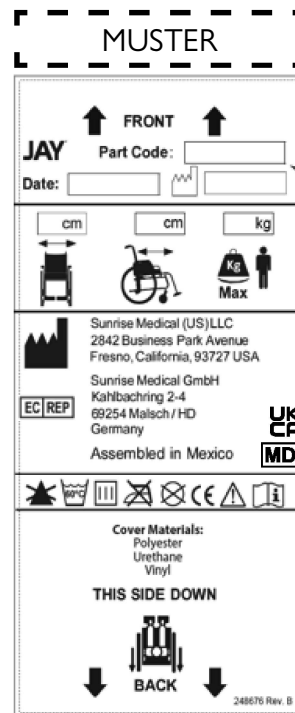 MUSTER
FRONT
JAY Part Code:
Date:
cm cm kg
Kg
Max
Sunrise Medical (US)LLC
2842 Business Park Avenue
Fresno, California, 93727 USA
Sunrise Medical GmbH
Kahlbachring 2-4
EC REP 69254 Malsch / HD
Germany
UK
CA
Assembled in Mexico MD
60°C CE i
Cover Materials:
Polyester
Urethane
Vinyl
THIS SIDE DOWN
BACK
248676 Rev. B